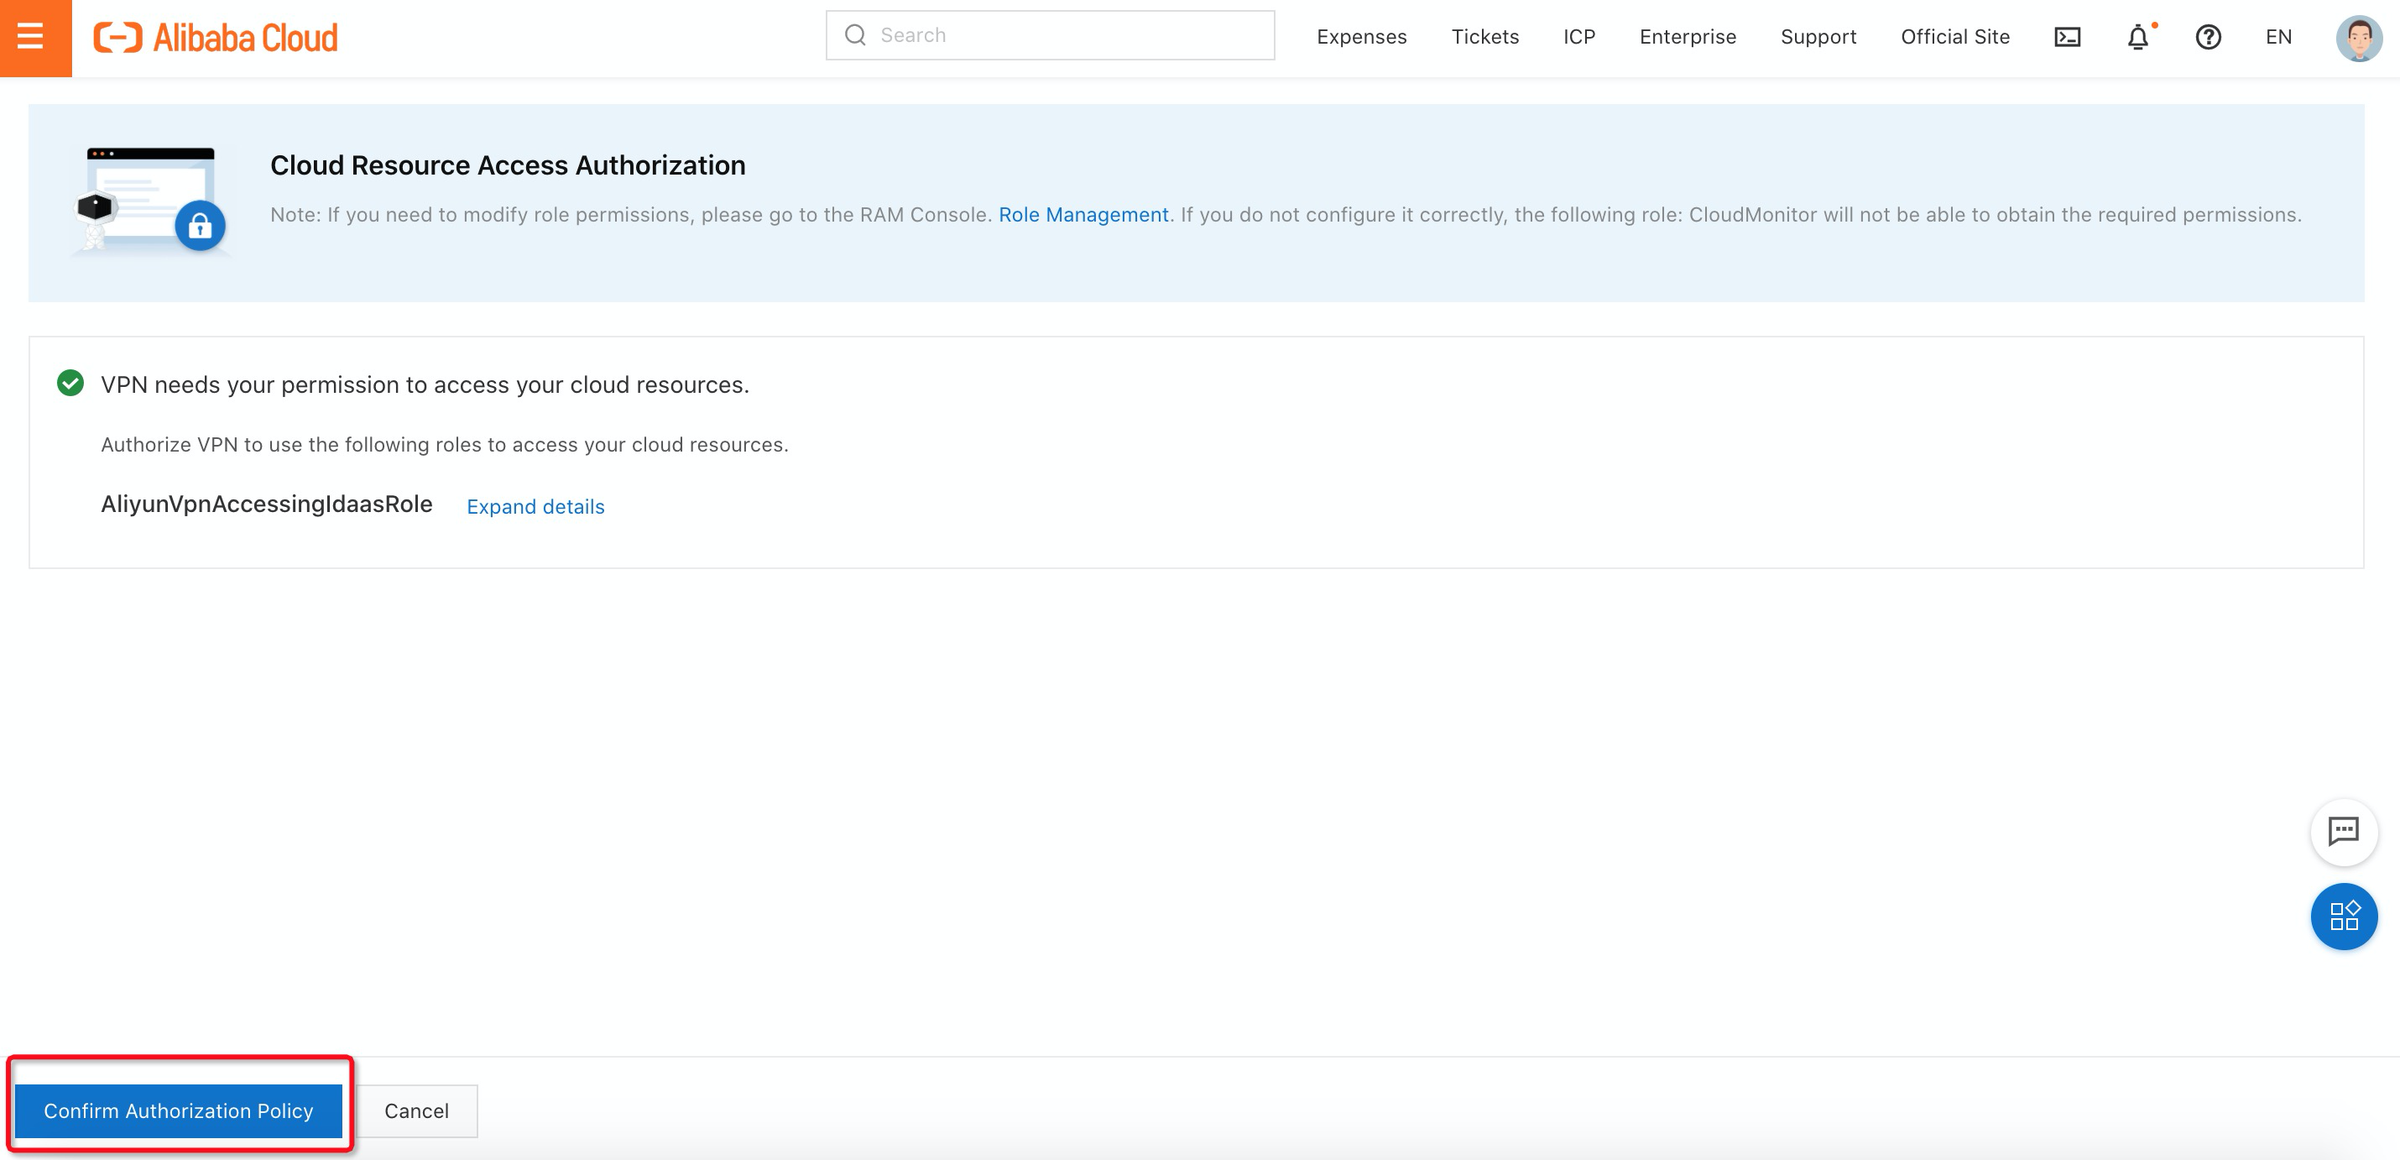 Alibaba Cloud
Search
Expenses
Tickets
ICP
Enterprise
Support
Official Site
EN
Cloud Resource Access Authorization
Note: If you need to modify role permissions, please go to the RAM Console. Role Management. If you do not configure it correctly, the following role: CloudMonitor will not be able to obtain the required permissions.
VPN needs your permission to access your cloud resources.
Authorize VPN to use the following roles to access your cloud resources.
AliyunVpnAccessingIdaasRole Expand details
Confirm Authorization Policy
Cancel